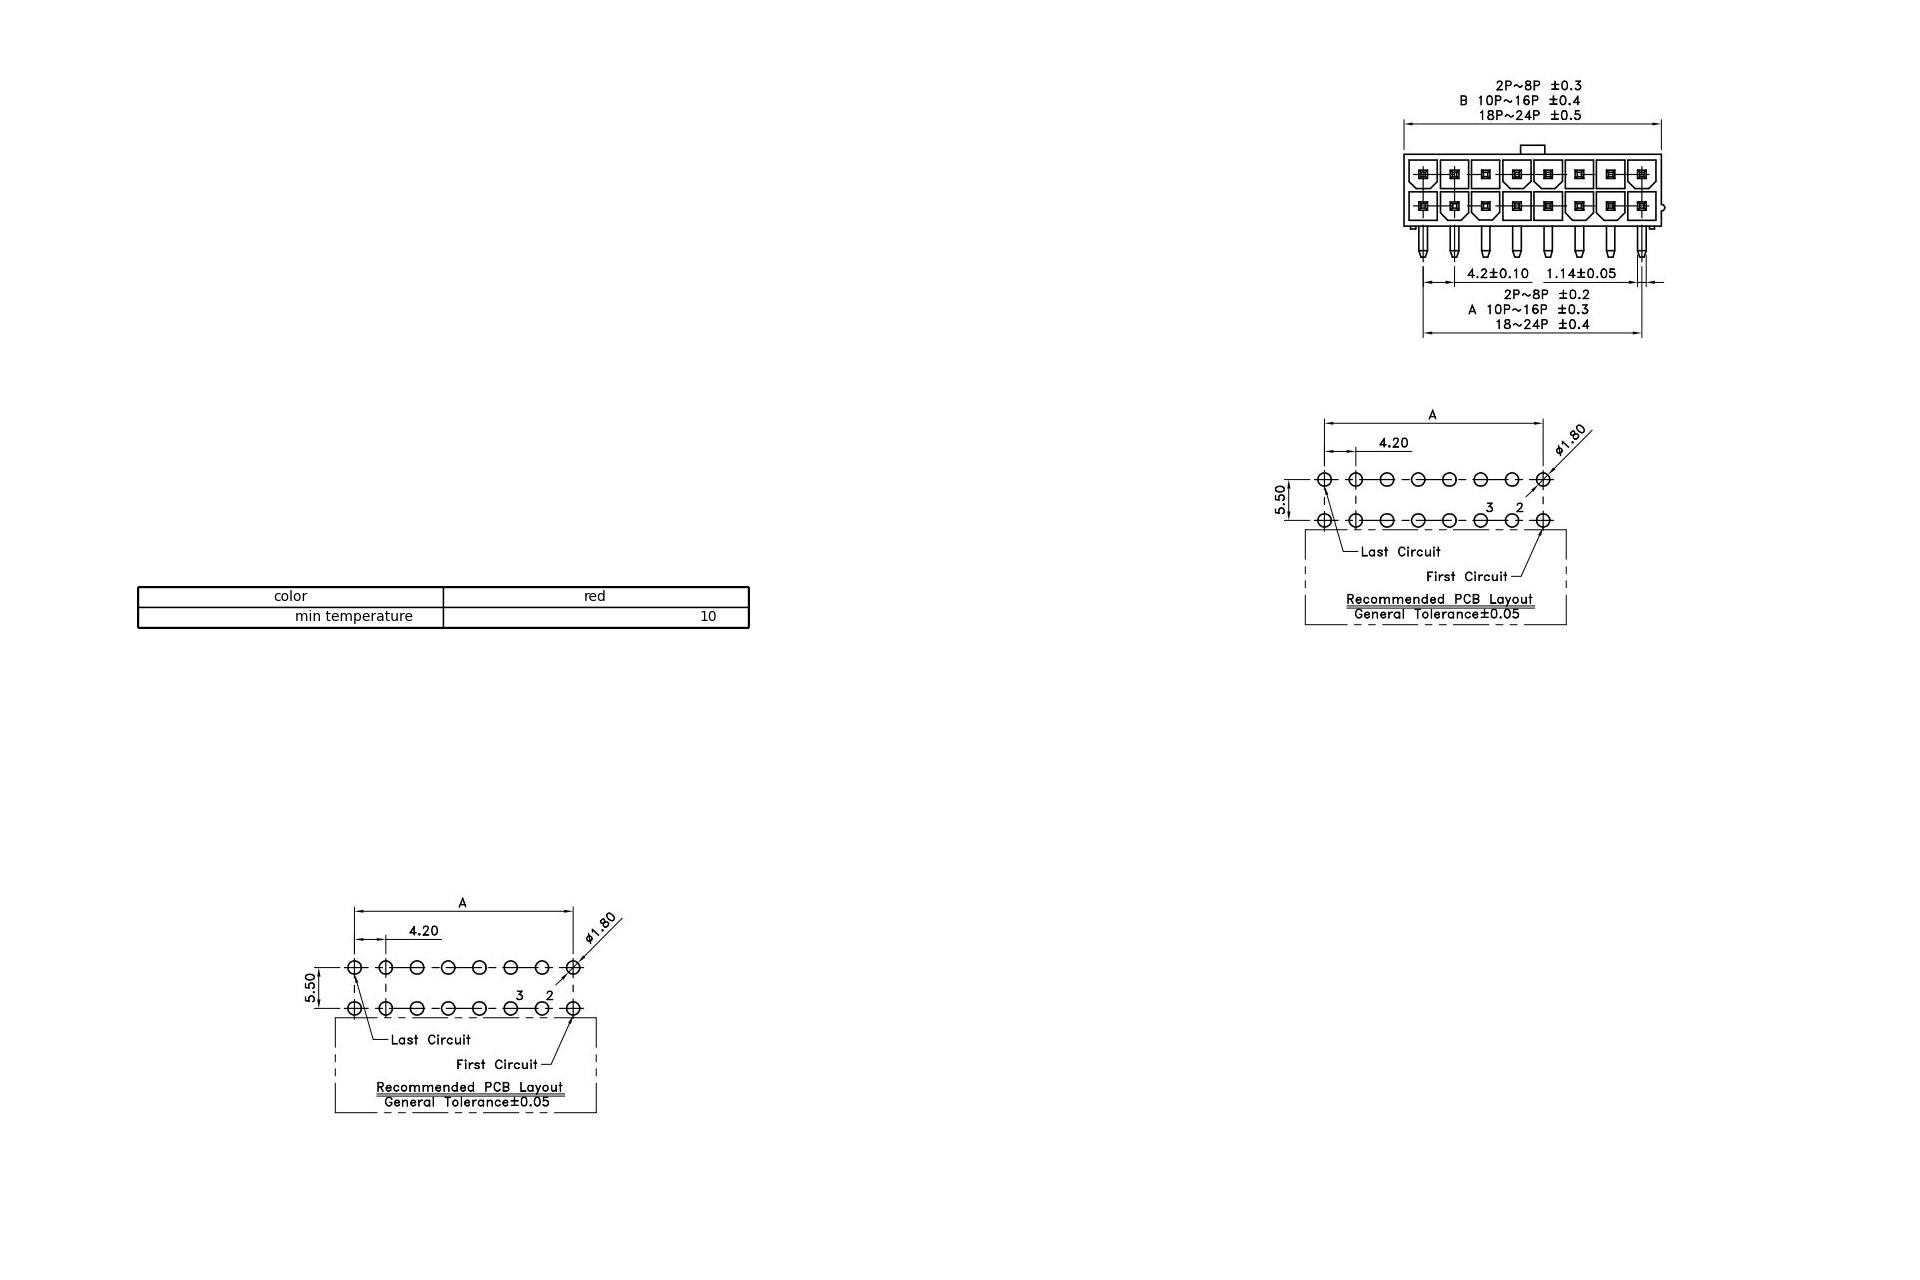 2P~8P ±0.3
B 10P~16P ±0.4
18P~24P ±0.5
4.2±0.10 1.14±0.05
2P~8P ±0.2
A 10P~16P ±0.3
18~24P ±0.4
A
4.20
ø1.80
5.50
3 2
Last Circuit
First Circuit
Recommended PCB Layout
General Tolerance±0.05
color red
min temperature 10
A
4.20
ø1.80
5.50
3 2
Last Circuit
First Circuit
Recommended PCB Layout
General Tolerance±0.05